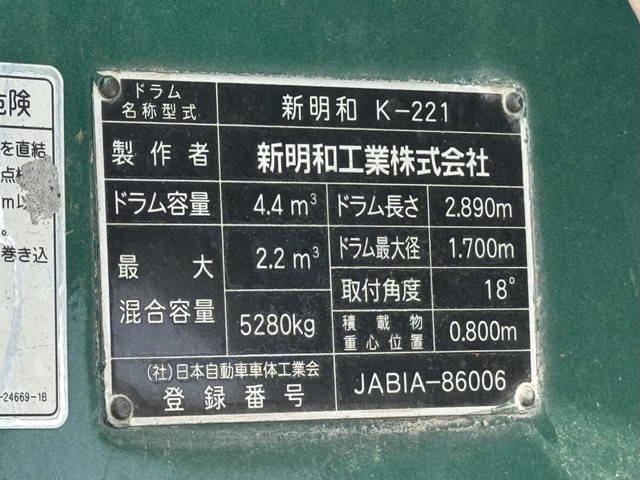 ドラム
名称型式
新明和 K-221
製作者
新明和工業株式会社
ドラム容量
4.4 m³
ドラム長さ
2.890m
最大
混合容量
2.2 m³
5280kg
ドラム最大径
1.700m
取付角度
18°
積載物
重心位置
0.800m
(社)日本自動車車体工業会
登録番号
JABIA-86006
険
を直結
点検
m以
。
巻き込
-24669-1B